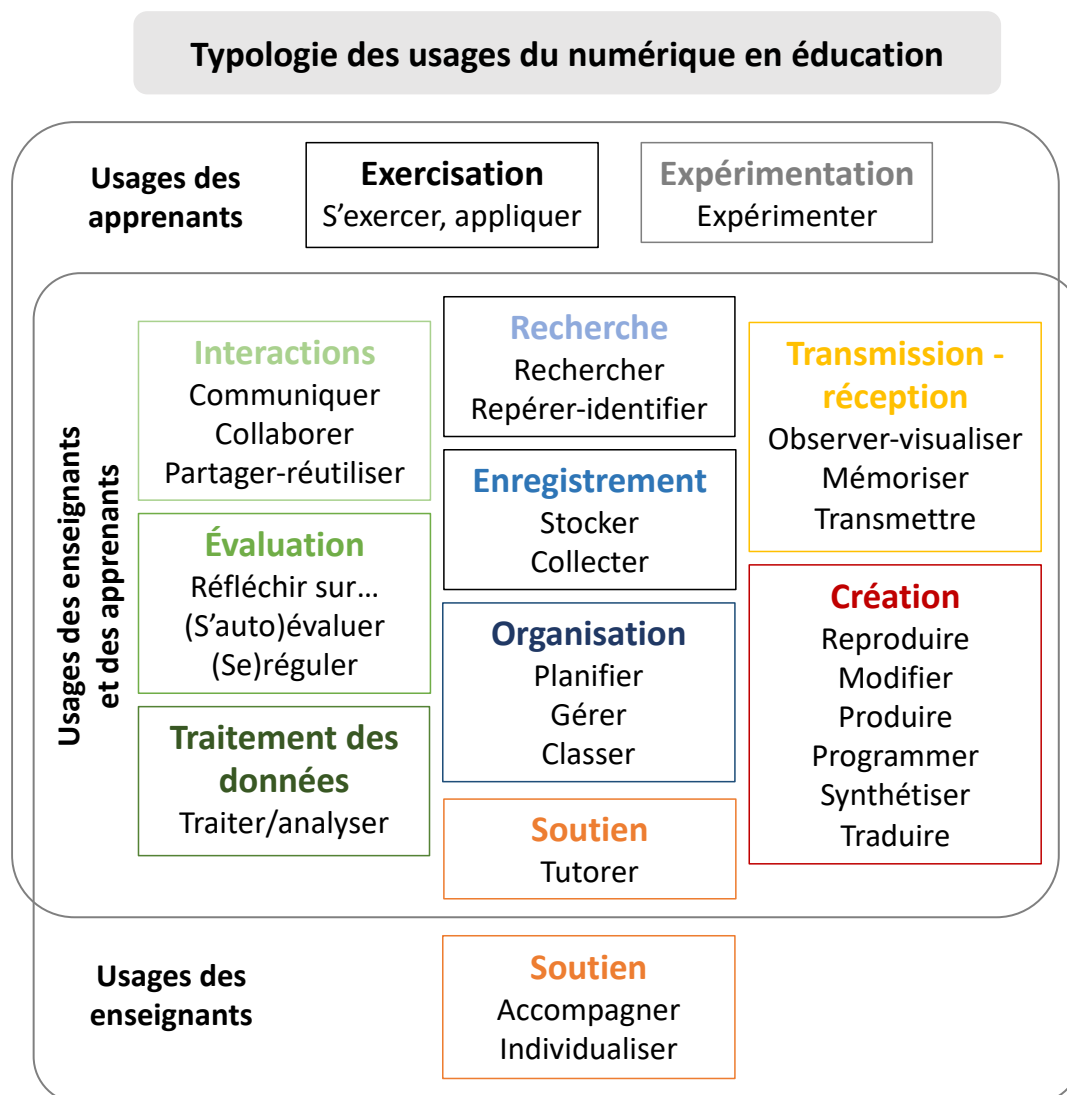 Typologie des usages du numérique en éducation
Usages des
apprenants
Exercisation
S'exercer, appliquer
Expérimentation
Expérimenter
Usages des enseignants
et des apprenants
Interactions
Communiquer
Collaborer
Partager-réutiliser
Évaluation
Réfléchir sur…
(S'auto)évaluer
(Se)réguler
Traitement des
données
Traiter/analyser
Recherche
Rechercher
Repérer-identifier
Enregistrement
Stocker
Collecter
Organisation
Planifier
Gérer
Classer
Soutien
Tutorer
Transmission -
réception
Observer-visualiser
Mémoriser
Transmettre
Création
Reproduire
Modifier
Produire
Programmer
Synthétiser
Traduire
Usages des
enseignants
Soutien
Accompagner
Individualiser